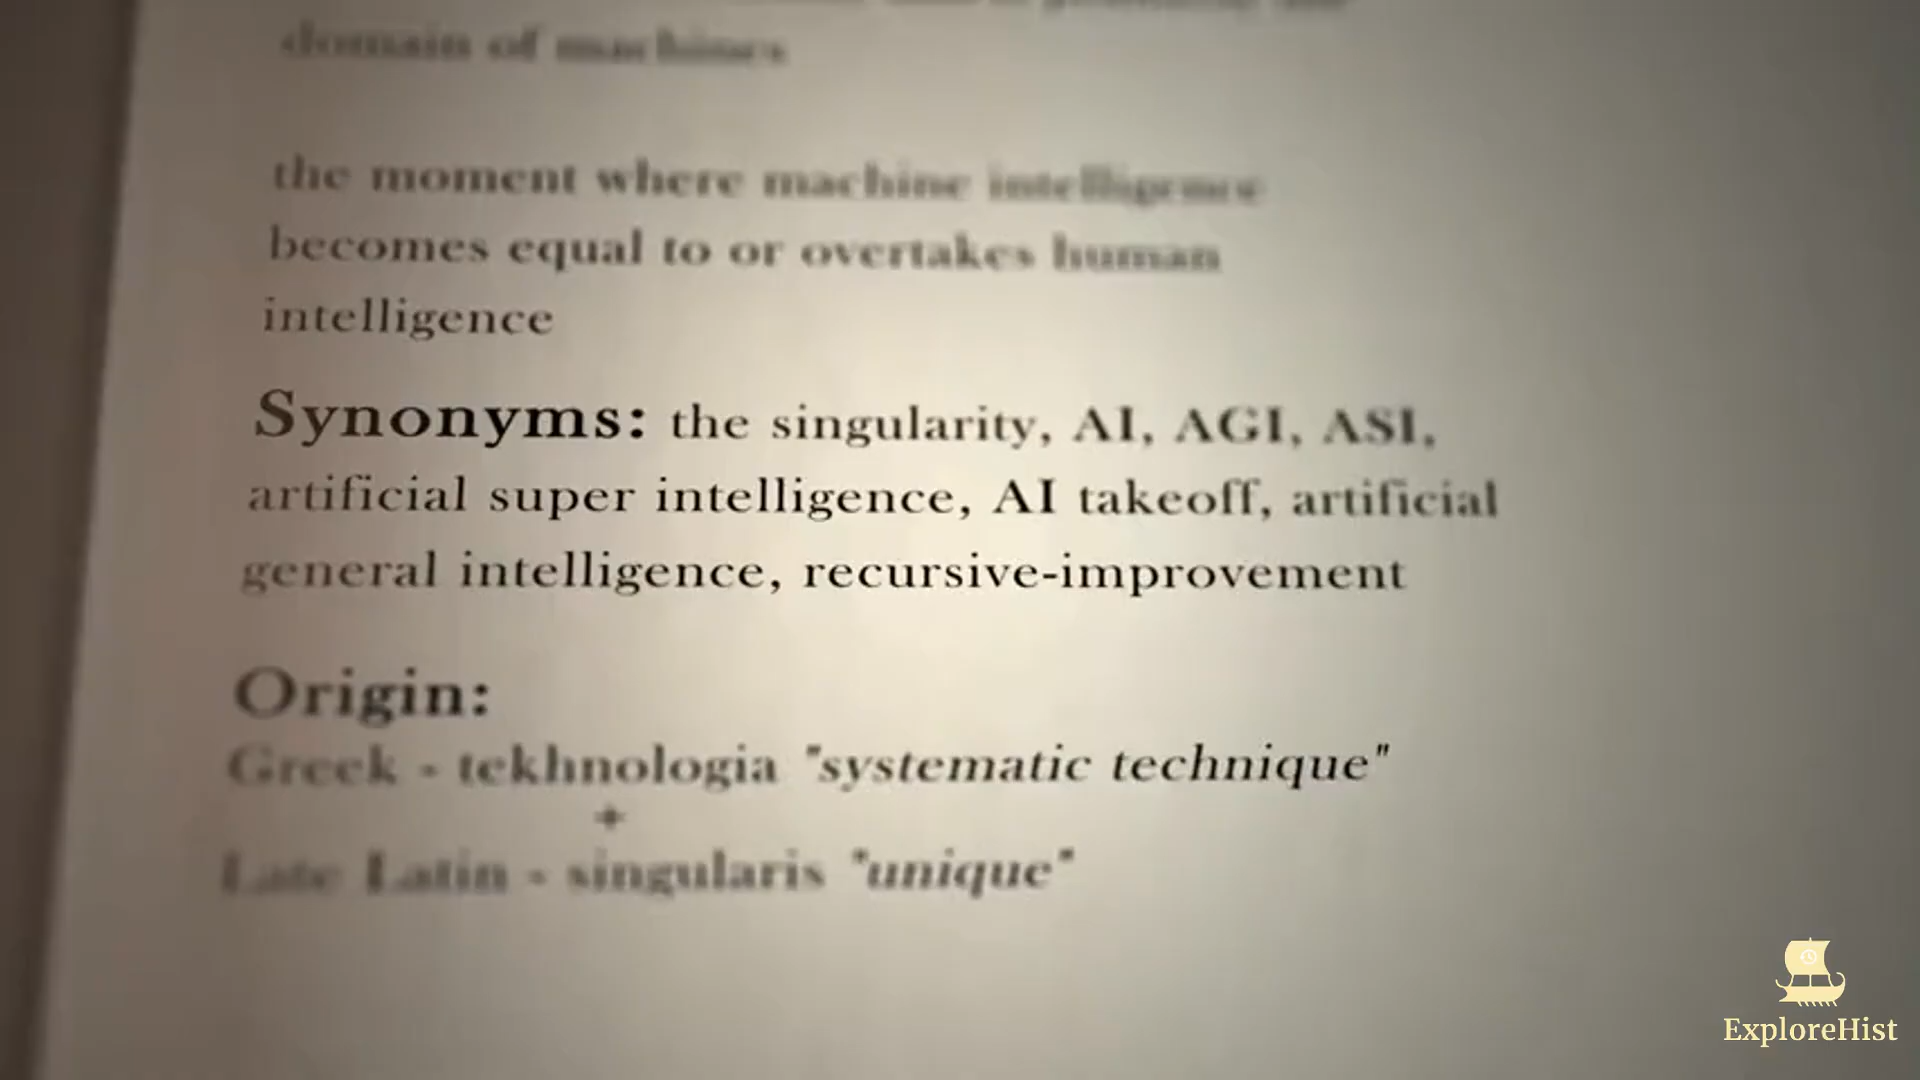 domain of machines
the moment where machine intelligence
becomes equal to or overtakes human
intelligence
Synonyms: the singularity, AI, AGI, ASI,
artificial super intelligence, AI takeoff, artificial
general intelligence, recursive-improvement
Origin:
Greek - tekhnologia "systematic technique"
+
Late Latin - singularis "unique"
ExploreHist